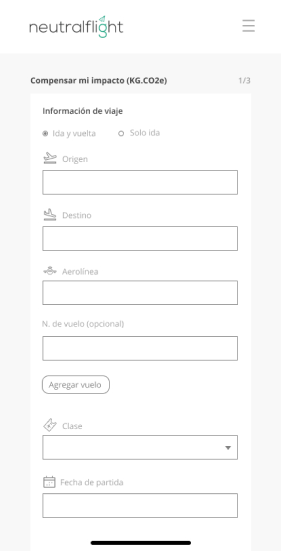 neutralflight
Compensar mi impacto (KG.CO2e) 1/3
Información de viaje
Ida y vuelta Solo ida
Origen
Destino
Aerolínea
N. de vuelo (opcional)
Agregar vuelo
Clase
Fecha de partida